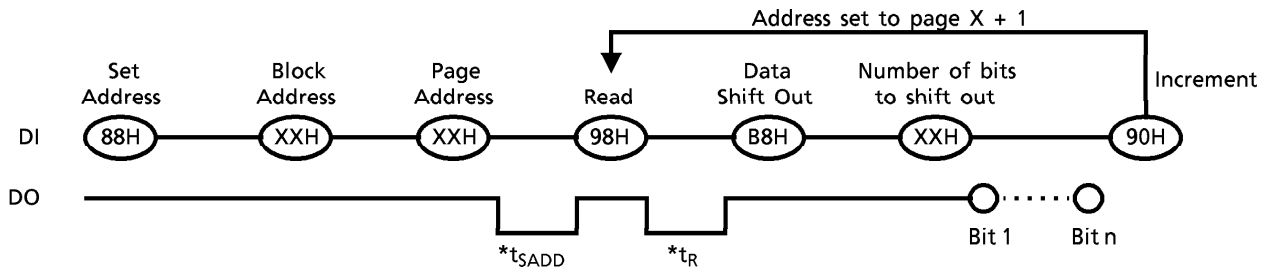 Address set to page X + 1
Set Address
Block Address
Page Address
Read
Data Shift Out
Number of bits to shift out
Increment
DI
88H
XXH
XXH
98H
B8H
XXH
90H
DO
*tSADD
*tR
Bit 1
Bit n